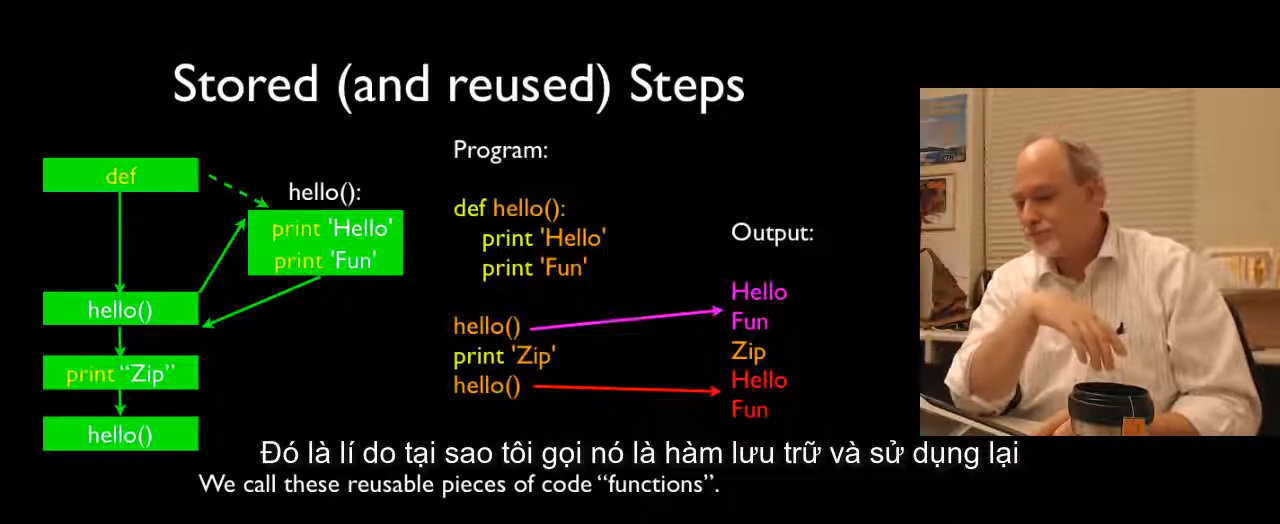 Stored (and reused) Steps
def
hello():
print 'Hello'
print 'Fun'
hello()
print “Zip”
hello()
Program:
def hello():
print 'Hello'
print 'Fun'
hello()
print 'Zip'
hello()
Output:
Hello
Fun
Zip
Hello
Fun
Đó là lí do tại sao tôi gọi nó là hàm lưu trữ và sử dụng lại
We call these reusable pieces of code “functions”.